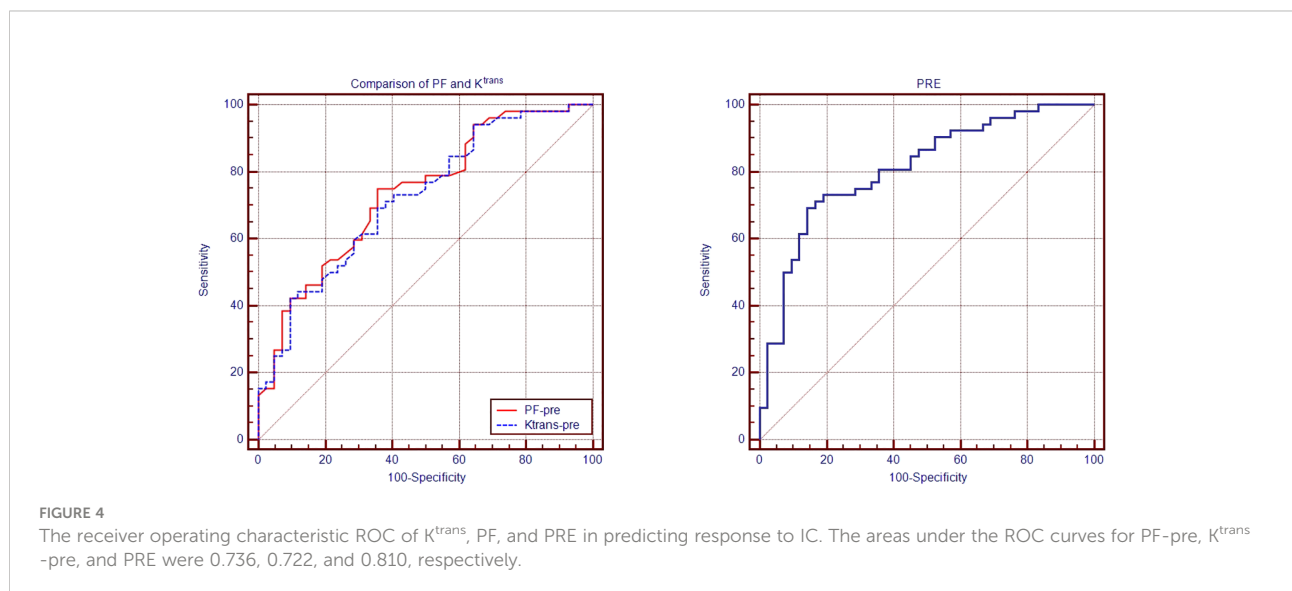 Comparison of PF and K^trans
100
80
60
40
20
0
Sensitivity
0 20 40 60 80 100
100-Specificity
PF-pre
Ktrans-pre
PRE
100
80
60
40
20
0
Sensitivity
0 20 40 60 80 100
100-Specificity
FIGURE 4
The receiver operating characteristic ROC of K^trans, PF, and PRE in predicting response to IC. The areas under the ROC curves for PF-pre, K^trans
-pre, and PRE were 0.736, 0.722, and 0.810, respectively.